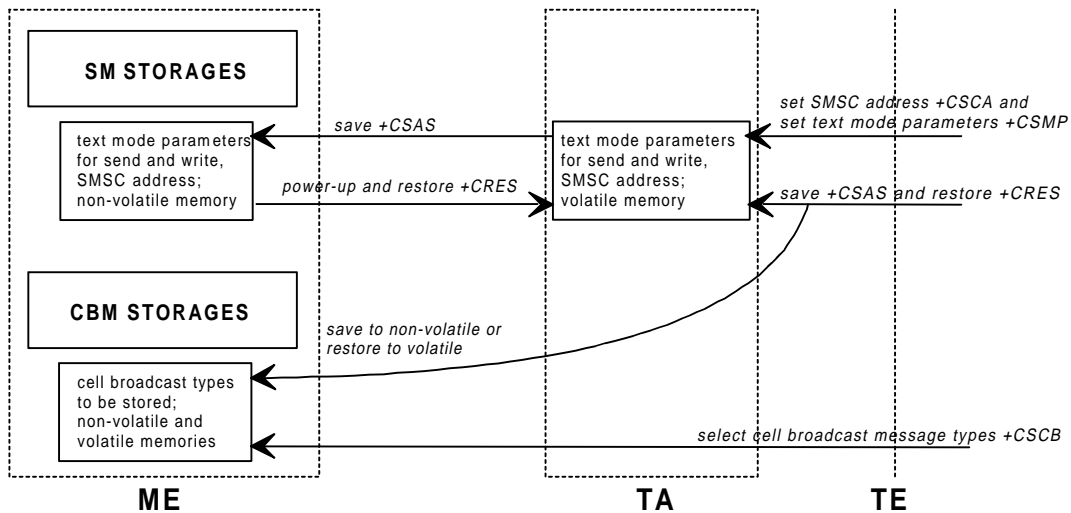 SM STORAGES
set SMSC address +CSCA and
set text mode parameters +CSMP
save +CSAS
text mode parameters
for send and write,
SMSC address;
non-volatile memory
text mode parameters
for send and write,
SMSC address;
volatile memory
power-up and restore +CRES
save +CSAS and restore +CRES
CBM STORAGES
save to non-volatile or
restore to volatile
cell broadcast types
to be stored;
non-volatile and
volatile memories
select cell broadcast message types +CSCB
ME
TA
TE